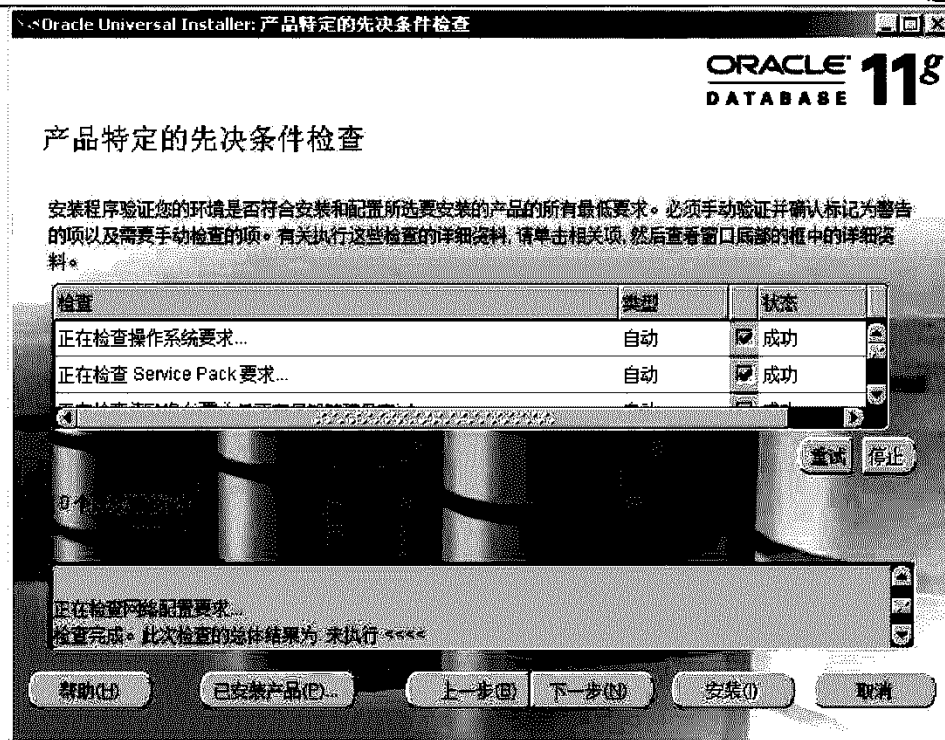 Oracle Universal Installer: 产品特定的先决条件检查
ORACLE 11g
DATABASE
产品特定的先决条件检查
安装程序验证您的环境是否符合安装和配置所选要安装的产品的所有最低要求。必须手动验证并确认标记为警告
的项以及需要手动检查的项。有关执行这些检查的详细资料, 请单击相关项, 然后查看窗口底部的框中的详细资
料。
检查 类型 状态
正在检查操作系统要求... 自动 成功
正在检查 Service Pack 要求... 自动 成功
重试 停止
0 个
正在检查网络配置要求...
检查完成。此次检查的总体结果为 未执行 <<<<
帮助(H) 已安装产品(P)... 上一步(B) 下一步(N) 安装(I) 取消